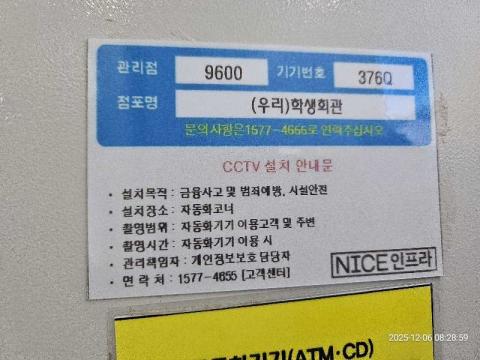 관리점 9600 기기번호 376Q
점포명 (우리)학생회관
문의사항은1577-4655로 연락주십시오
CCTV 설치 안내문
• 설치목적 : 금융사고 및 범죄예방, 시설안전
• 설치장소 : 자동화코너
• 촬영범위 : 자동화기기 이용고객 및 주변
• 촬영시간 : 자동화기기 이용 시
• 관리책임자 : 개인정보보호 담당자
• 연 락 처 : 1577-4655 [고객센터]
NICE인프라
2025-12-06 08:28:59
(ATM·CD)